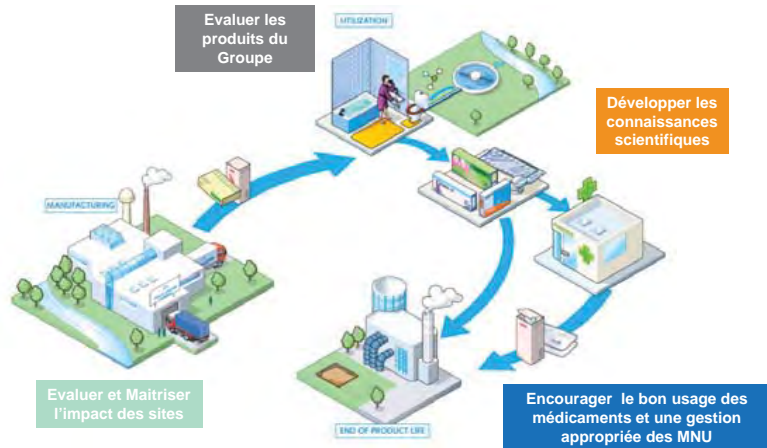 Evaluer les
produits du
Groupe
UTILIZATION
Développer les
connaissances
scientifiques
MANUFACTURING
Evaluer et Maitriser
l'impact des sites
END OF PRODUCT LIFE
Encourager le bon usage des
médicaments et une gestion
appropriée des MNU